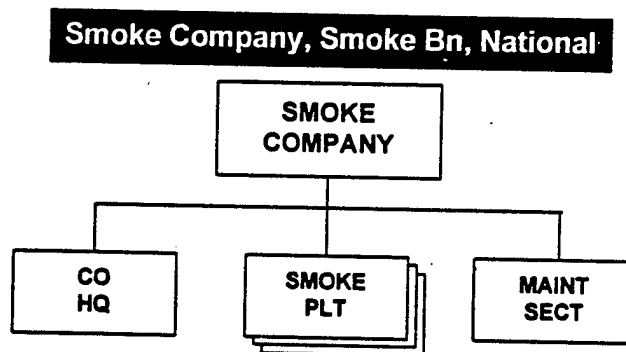 Smoke Company, Smoke Bn, National
SMOKE
COMPANY
CO
HQ
SMOKE
PLT
MAINT
SECT